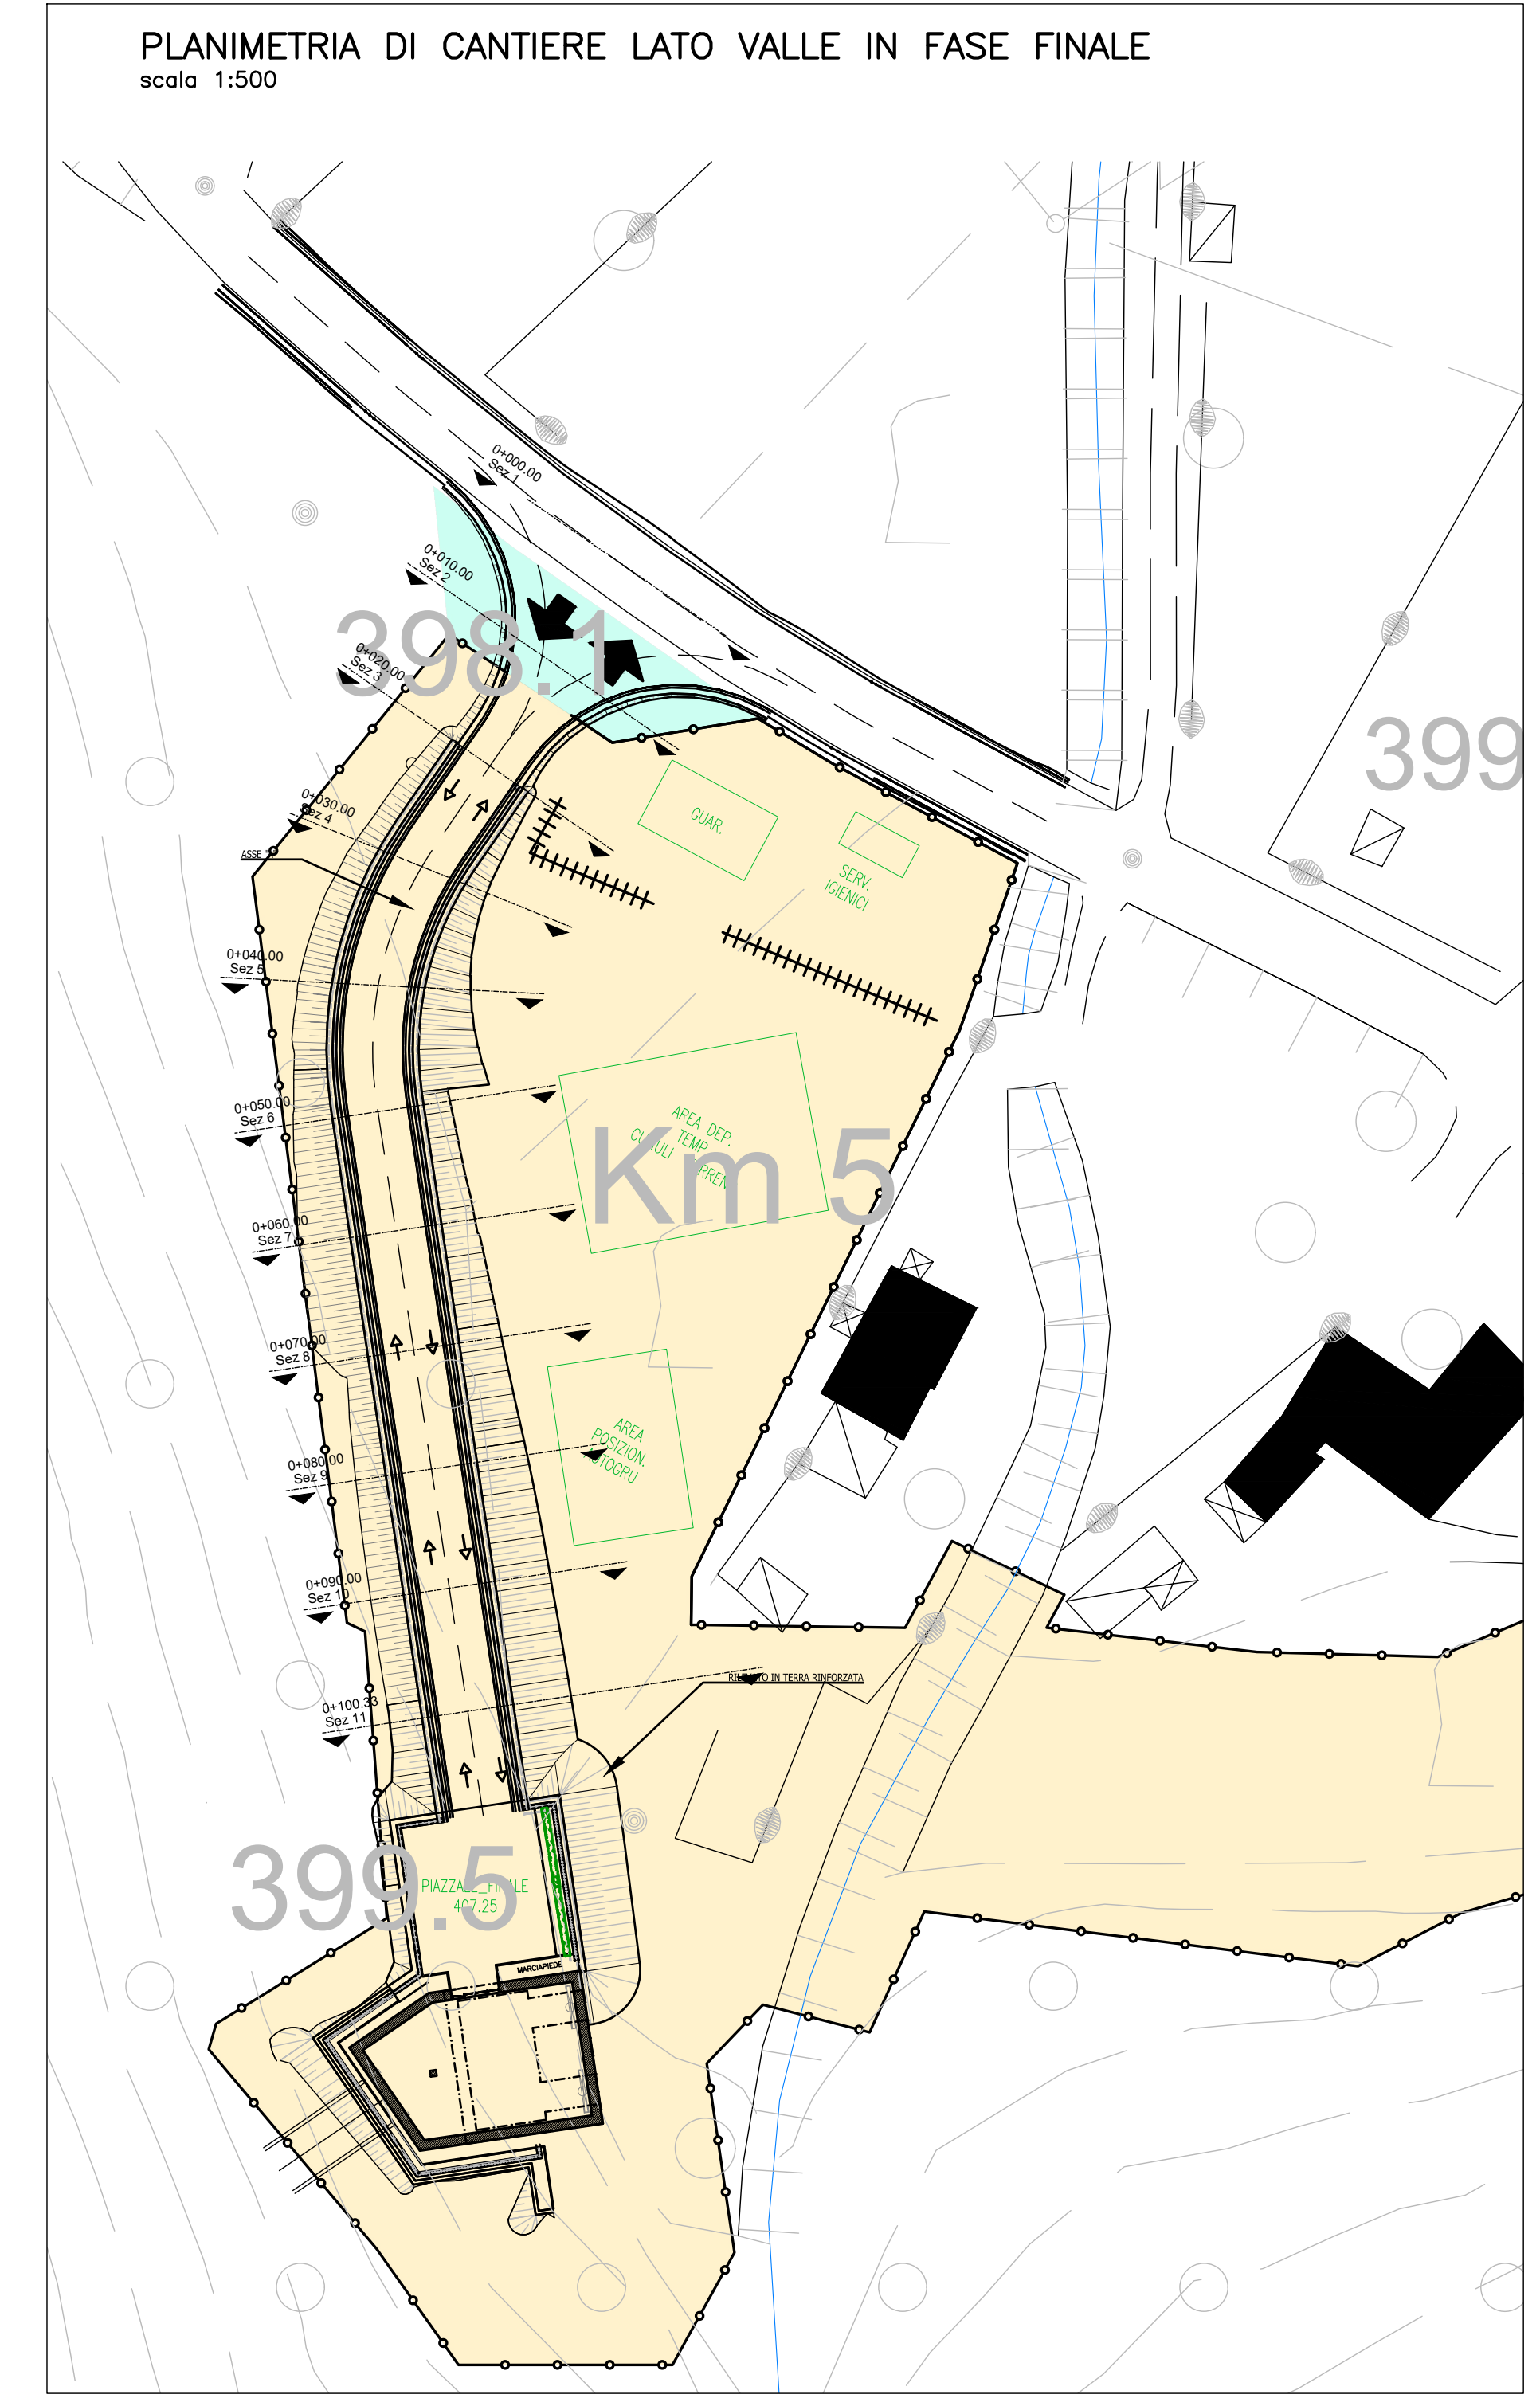 PLANIMETRIA DI CANTIERE LATO VALLE IN FASE FINALE
scala 1:500
0+000.00
Sez 1
0+010.00
Sez 2
398.1
0+020.00
Sez 3
399
0+030.00
Sez 4
GUAR.
ASSE
SERV.
IGIENICI
0+040.00
Sez 5
0+050.00
Sez 6
AREA DEP.
TEMP.
Km 5
0+060.00
Sez 7
0+070.00
Sez 8
AREA
POSIZION.
AUTOGRU
0+080.00
Sez 9
0+090.00
Sez 10
RILEVATO IN TERRA RINFORZATA
0+100.33
Sez 11
399.5
PIAZZALE_FINALE
407.25
MARCIAPIEDE